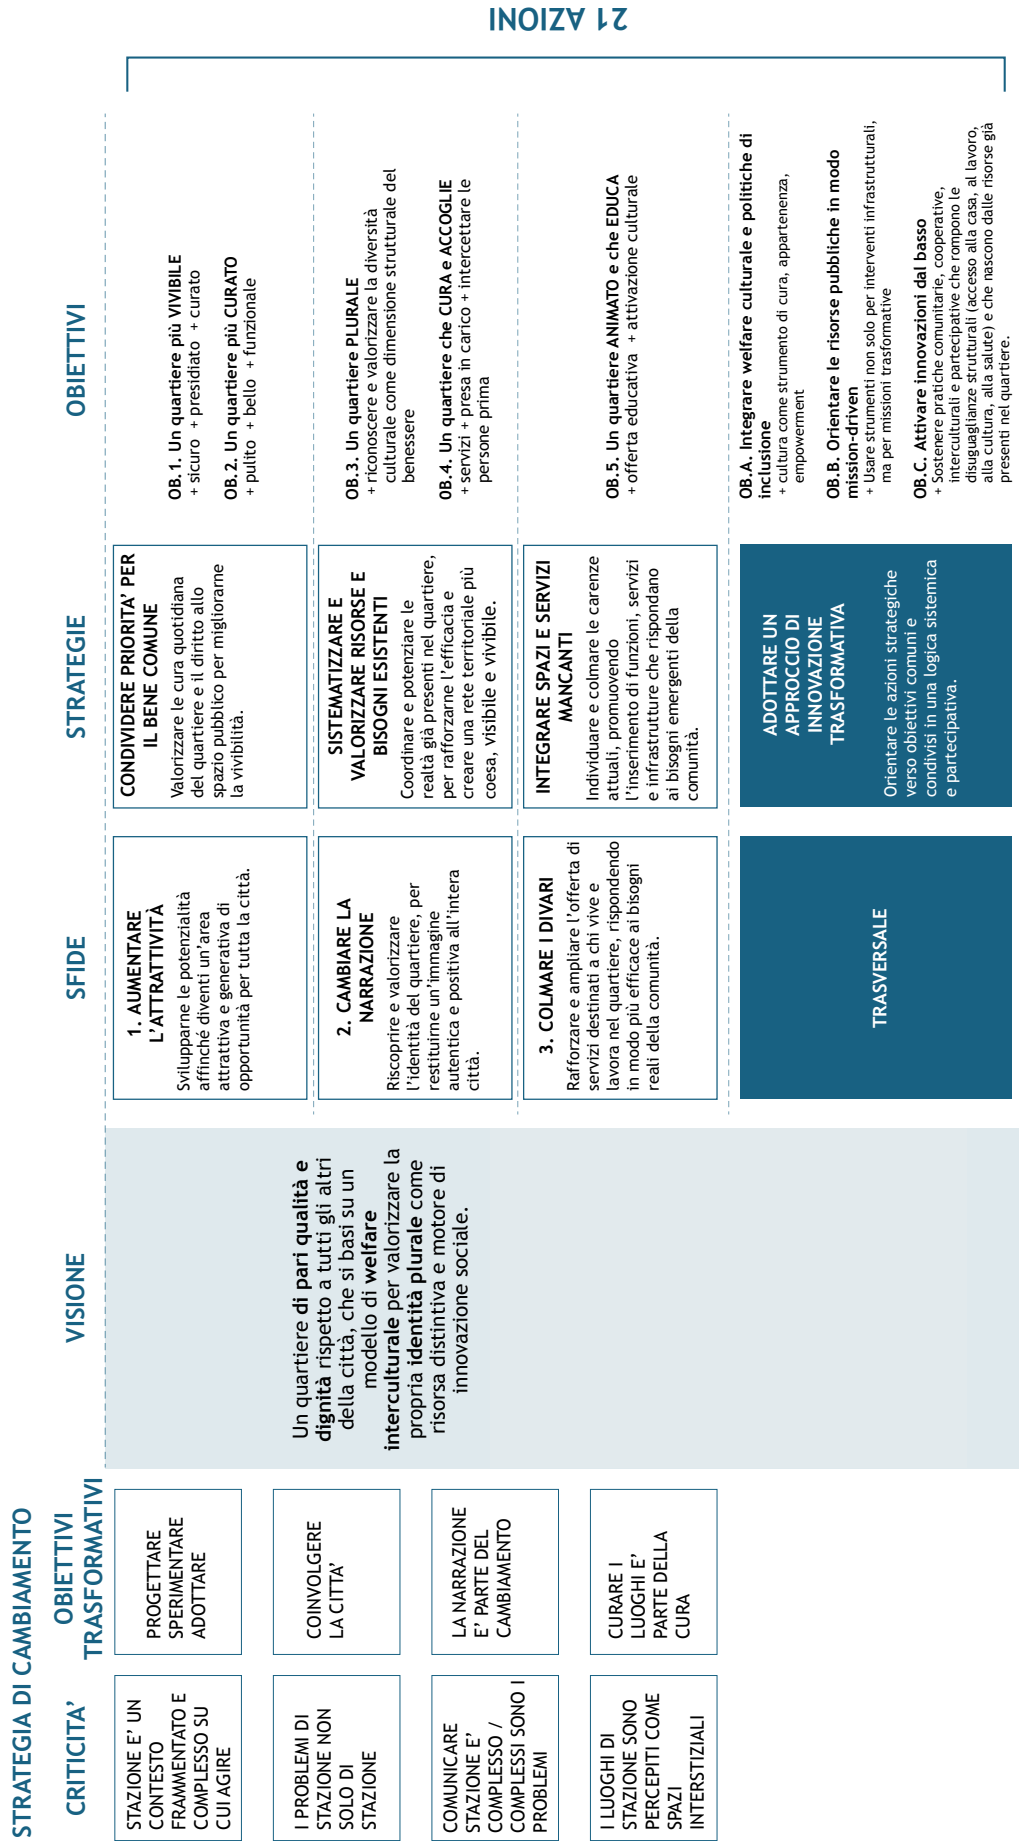 STRATEGIA DI CAMBIAMENTO
CRITICITA’
STAZIONE E’ UN
CONTESTO
FRAMMENTATO E
COMPLESSO SU
CUI AGIRE
I PROBLEMI DI
STAZIONE NON
SOLO DI
STAZIONE
COMUNICARE
STAZIONE E’
COMPLESSO /
COMPLESSI SONO I
PROBLEMI
I LUOGHI DI
STAZIONE SONO
PERCEPITI COME
SPAZI
INTERSTIZIALI
OBIETTIVI
TRASFORMATIVI
PROGETTARE
SPERIMENTARE
ADOTTARE
COINVOLGERE
LA CITTA’
LA NARRAZIONE
E’ PARTE DEL
CAMBIAMENTO
CURARE I
LUOGHI E’
PARTE DELLA
CURA
VISIONE
Un quartiere di pari qualità e
dignità rispetto a tutti gli altri
della città, che si basi su un
modello di welfare
interculturale per valorizzare la
propria identità plurale come
risorsa distintiva e motore di
innovazione sociale.
SFIDE
1. AUMENTARE
L’ATTRATTIVITÀ
Svilupparne le potenzialità
affinché diventi un’area
attrattiva e generativa di
opportunità per tutta la città.
2. CAMBIARE LA
NARRAZIONE
Riscoprire e valorizzare
l’identità del quartiere, per
restituirne un’immagine
autentica e positiva all’intera
città.
3. COLMARE I DIVARI
Rafforzare e ampliare l’offerta di
servizi destinati a chi vive e
lavora nel quartiere, rispondendo
in modo più efficace ai bisogni
reali della comunità.
TRASVERSALE
STRATEGIE
CONDIVIDERE PRIORITA’ PER
IL BENE COMUNE
Valorizzare le cura quotidiana
del quartiere e il diritto allo
spazio pubblico per migliorarne
la vivibilità.
SISTEMATIZZARE E
VALORIZZARE RISORSE E
BISOGNI ESISTENTI
Coordinare e potenziare le
realtà già presenti nel quartiere,
per rafforzarne l’efficacia e
creare una rete territoriale più
coesa, visibile e vivibile.
INTEGRARE SPAZI E SERVIZI
MANCANTI
Individuare e colmare le carenze
attuali, promuovendo
l’inserimento di funzioni, servizi
e infrastrutture che rispondano
ai bisogni emergenti della
comunità.
ADOTTARE UN
APPROCCIO DI
INNOVAZIONE
TRASFORMATIVA
Orientare le azioni strategiche
verso obiettivi comuni e
condivisi in una logica sistemica
e partecipativa.
OBIETTIVI
OB.1. Un quartiere più VIVIBILE
+ sicuro + presidiato + curato
OB.2. Un quartiere più CURATO
+ pulito + bello + funzionale
OB.3. Un quartiere PLURALE
+ riconoscere e valorizzare la diversità
culturale come dimensione strutturale del
benessere
OB.4. Un quartiere che CURA e ACCOGLIE
+ servizi + presa in carico + intercettare le
persone prima
OB.5. Un quartiere ANIMATO e che EDUCA
+ offerta educativa + attivazione culturale
OB.A. Integrare welfare culturale e politiche di
inclusione
+ cultura come strumento di cura, appartenenza,
empowerment
OB.B. Orientare le risorse pubbliche in modo
mission-driven
+ Usare strumenti non solo per interventi infrastrutturali,
ma per missioni trasformative
OB.C. Attivare innovazioni dal basso
+ Sostenere pratiche comunitarie, cooperative,
interculturali e partecipative che rompono le
disuguaglianze strutturali (accesso alla casa, al lavoro,
alla cultura, alla salute) e che nascono dalle risorse già
presenti nel quartiere.
21 AZIONI